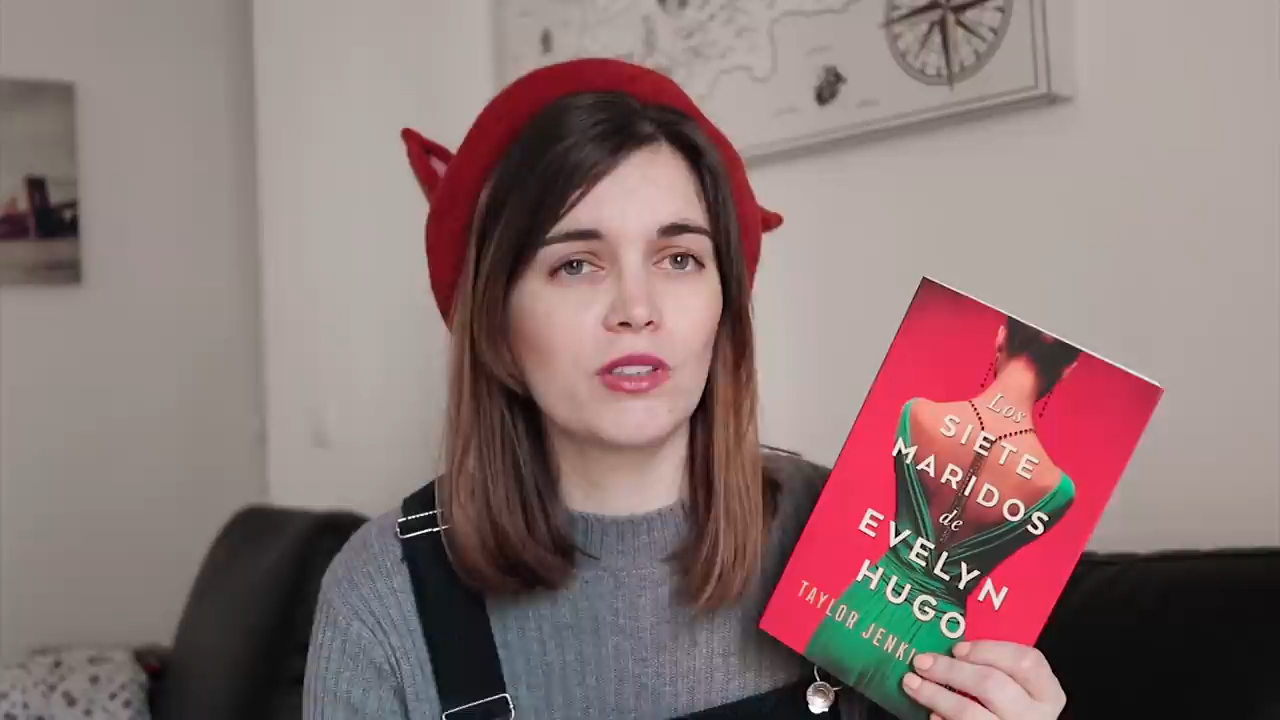 Los
SIETE
MARIDOS
de
EVELYN
HUGO
TAYLOR JENKI